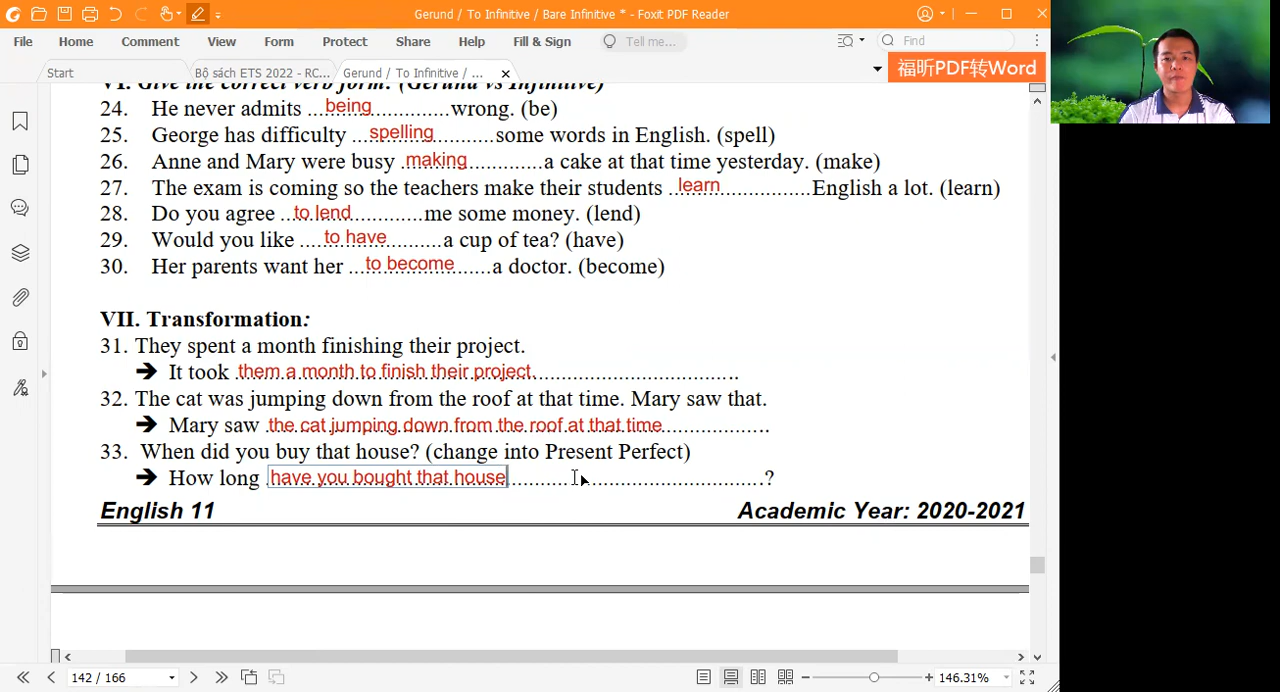 Gerund / To Infinitive / Bare Infinitive * - Foxit PDF Reader
File Home Comment View Form Protect Share Help Fill & Sign Tell me... Find
Start Bộ sách ETS 2022 - RC... Gerund / To Infinitive / ... 福昕PDF转Word
VI. Give the correct verb form: (Gerund vs Infinitive)
24. He never admits ...being...............wrong. (be)
25. George has difficulty ...spelling...........some words in English. (spell)
26. Anne and Mary were busy .making.............a cake at that time yesterday. (make)
27. The exam is coming so the teachers make their students ..learn................English a lot. (learn)
28. Do you agree ...to lend............me some money. (lend)
29. Would you like ....to have..........a cup of tea? (have)
30. Her parents want her ...to become......a doctor. (become)
VII. Transformation:
31. They spent a month finishing their project.
➔ It took them a month to finish their project...................................
32. The cat was jumping down from the roof at that time. Mary saw that.
➔ Mary saw the cat jumping down from the roof at that time..................
33. When did you buy that house? (change into Present Perfect)
➔ How long have you bought that house.........................................?
English 11 Academic Year: 2020-2021
142 / 166 146.31%